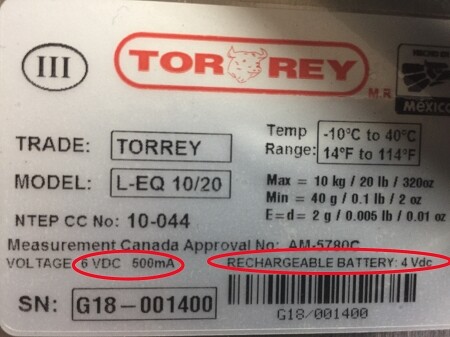 III
TORREY
M.R.
HECHO EN
MÉXICO
TRADE: TORREY
Temp Range: -10°C to 40°C
14°F to 114°F
MODEL: L-EQ 10/20
Max = 10 kg / 20 lb / 320oz
Min = 40 g / 0.1 lb / 2 oz
E=d= 2 g / 0.005 lb / 0.01 oz
NTEP CC No: 10-044
Measurement Canada Approval No: AM-5780C
VOLTAGE: 6 VDC 500mA
RECHARGEABLE BATTERY: 4 Vdc
SN: G18-001400
G18/001400